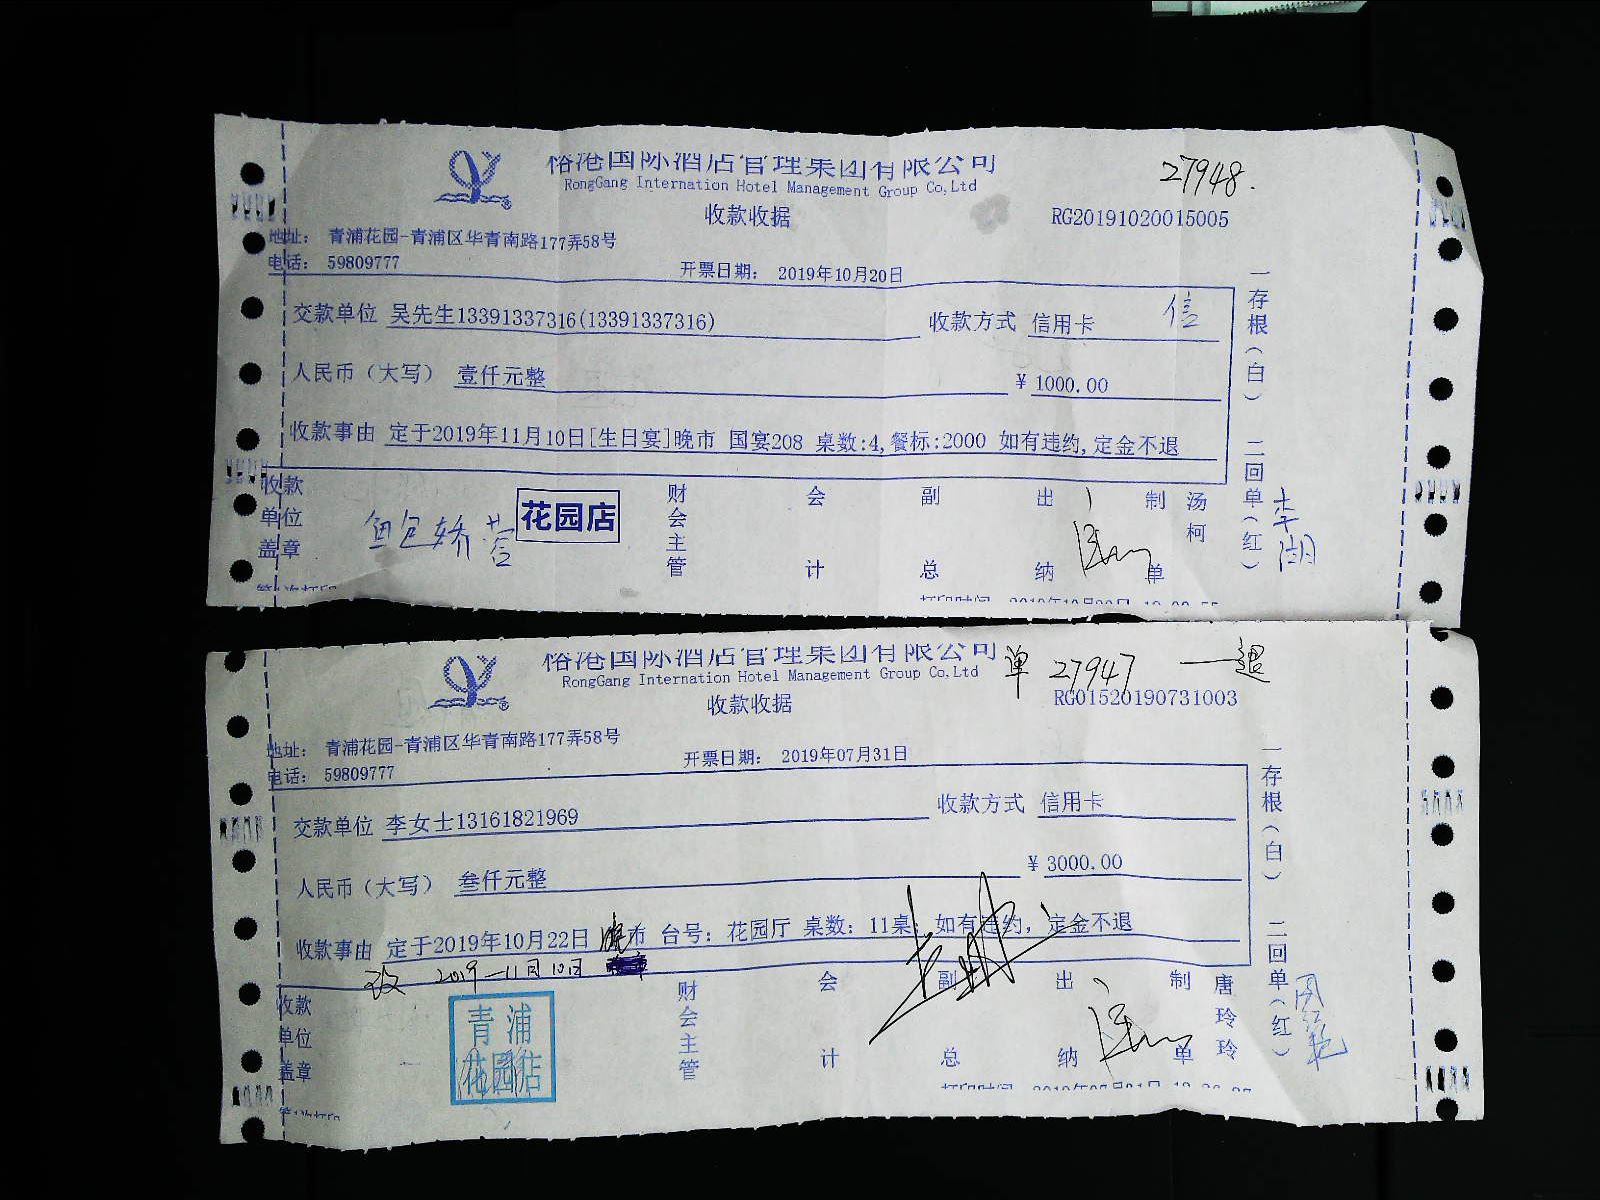 裕港国际酒店管理集团有限公司
27948.
RongGang Internation Hotel Management Group Co,Ltd
收款收据
RG20191020015005
地址： 青浦花园-青浦区华青南路177弄58号
电话： 59809777
开票日期： 2019年10月20日
交款单位 吴先生13391337316(13391337316)
收款方式 信用卡
信
人民币（大写） 壹仟元整
¥ 1000.00
收款事由 定于2019年11月10日[生日宴]晚市 国宴208 桌数:4,餐标:2000 如有违约,定金不退
一存根（白） 二回单（红）
收款单位盖章
花园店
财会主管
会计
副总
出纳
制单
汤柯
裕港国际酒店管理集团有限公司
单 27947 一退
RongGang Internation Hotel Management Group Co,Ltd
收款收据
RG01520190731003
地址： 青浦花园-青浦区华青南路177弄58号
电话： 59809777
开票日期： 2019年07月31日
交款单位 李女士13161821969
收款方式 信用卡
人民币（大写） 叁仟元整
¥ 3000.00
收款事由 定于2019年10月22日 晚市 台号：花园厅 桌数：11桌，如有违约，定金不退
改 2019-11月10日
一存根（白） 二回单（红）
收款单位盖章
青浦
花园店
财会主管
会计
副总
出纳
制单
唐玲玲